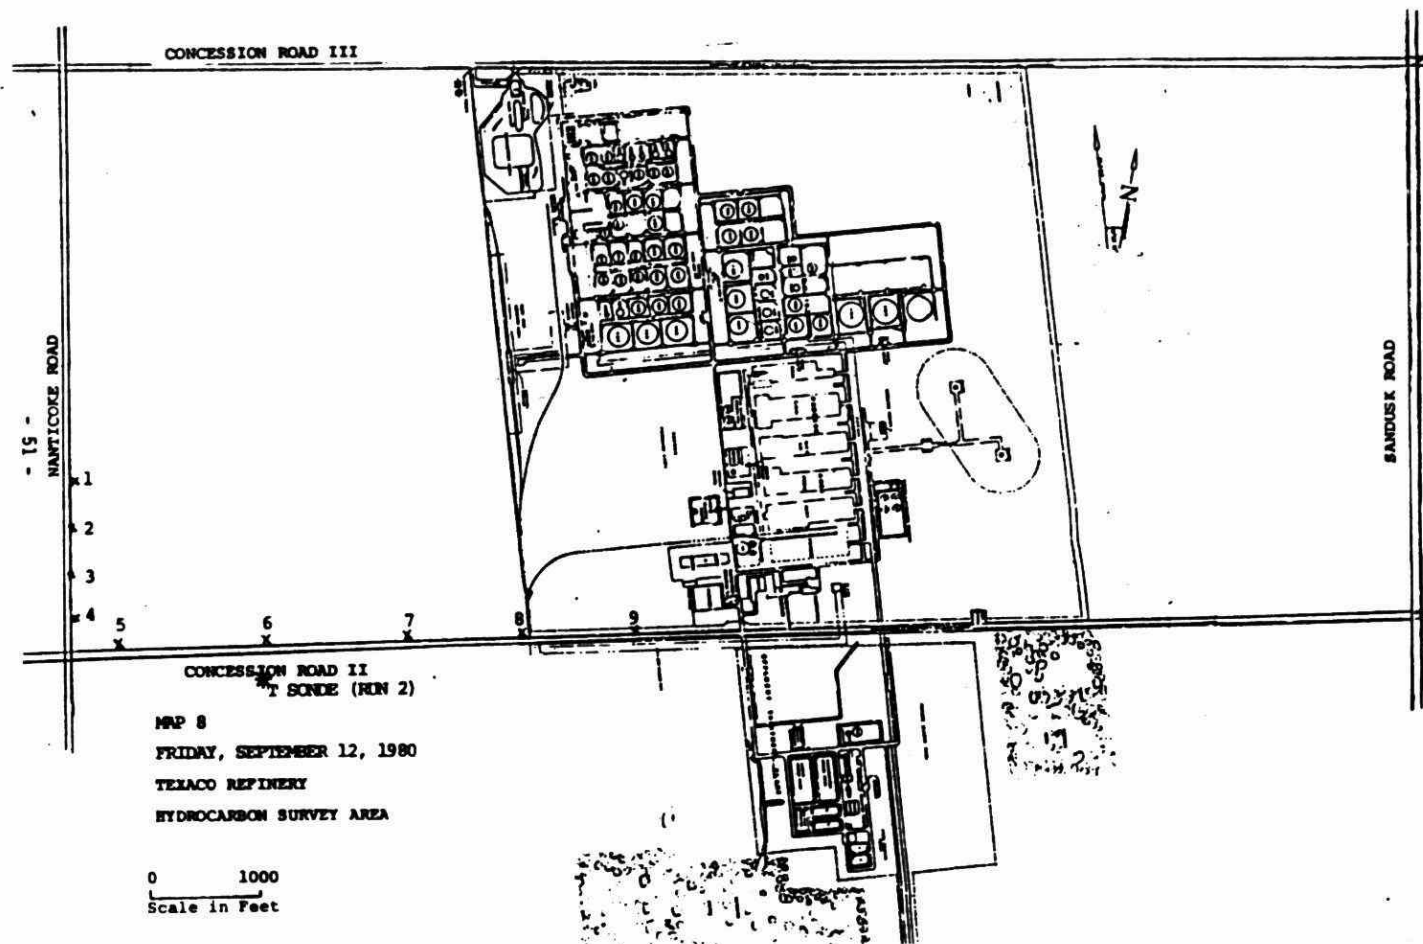 CONCESSION ROAD III
N
NANTICOKE ROAD
SANDUSK ROAD
- 51 -
1
2
3
4
5
6
7
8
9
CONCESSION ROAD II
T SONDE (RUN 2)
MAP 8
FRIDAY, SEPTEMBER 12, 1980
TEXACO REFINERY
HYDROCARBON SURVEY AREA
0 1000
Scale in Feet